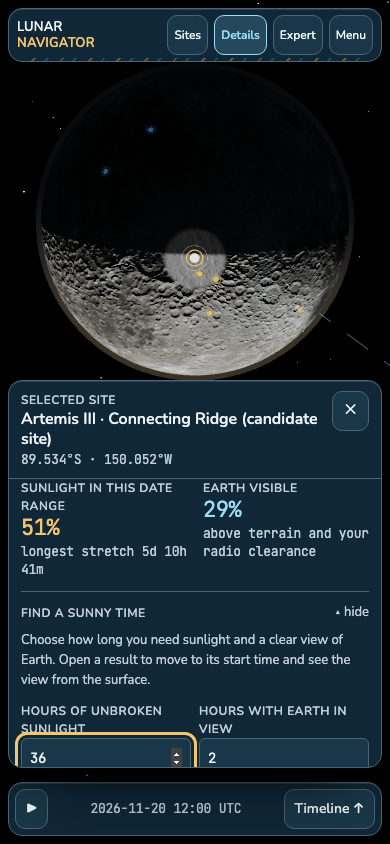 LUNAR
NAVIGATOR
Sites
Details
Expert
Menu
SELECTED SITE
Artemis III · Connecting Ridge (candidate
site)
89.534°S · 150.052°W
SUNLIGHT IN THIS DATE
RANGE
51%
longest stretch 5d 10h
41m
EARTH VISIBLE
29%
above terrain and your
radio clearance
FIND A SUNNY TIME
▴ hide
Choose how long you need sunlight and a clear view of
Earth. Open a result to move to its start time and see the
view from the surface.
HOURS OF UNBROKEN
SUNLIGHT
36
HOURS WITH EARTH IN
VIEW
2
2026-11-20 12:00 UTC
Timeline ↑